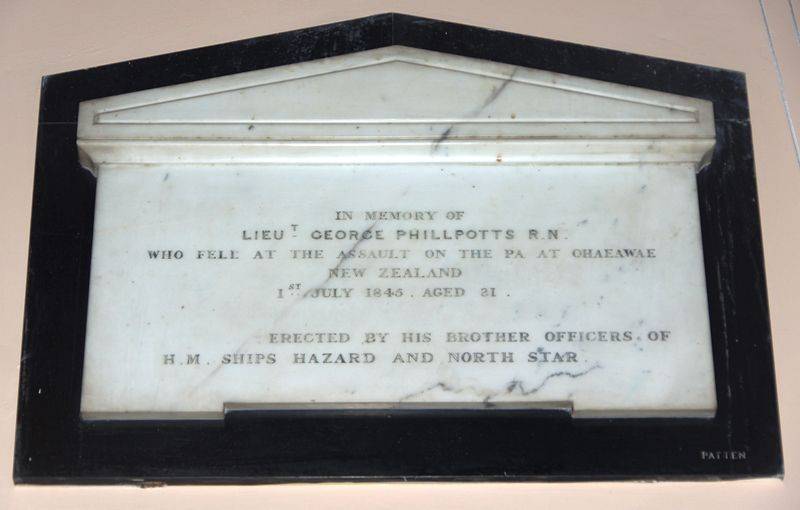 IN MEMORY OF
LIEUT GEORGE PHILLPOTTS R.N.
WHO FELL AT THE ASSAULT ON THE PA AT OHAEAWAE
NEW ZEALAND
1ST JULY 1845. AGED 31.
ERECTED BY HIS BROTHER OFFICERS OF
H.M. SHIPS HAZARD AND NORTH STAR.
PATTEN